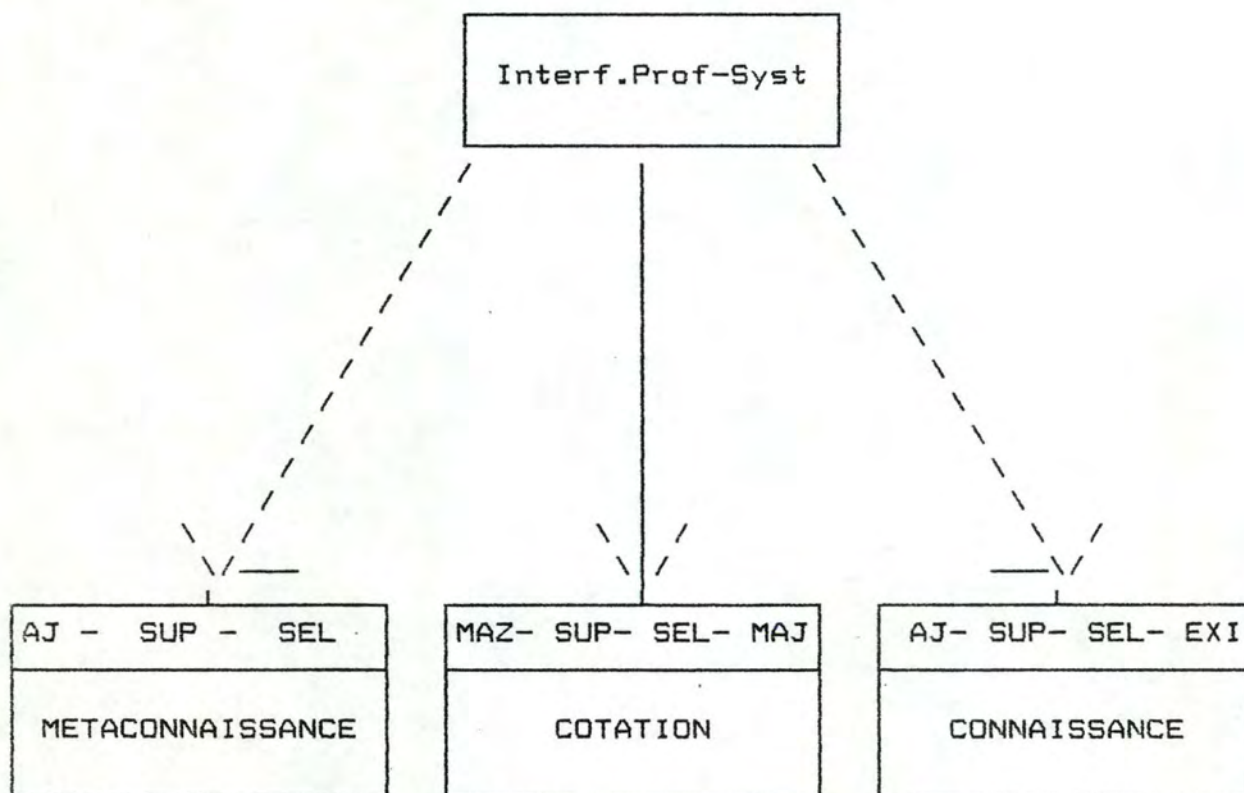 Interf.Prof-Syst
AJ - SUP - SEL
MAZ- SUP- SEL- MAJ
AJ- SUP- SEL- EXI
METACONNAISSANCE
COTATION
CONNAISSANCE